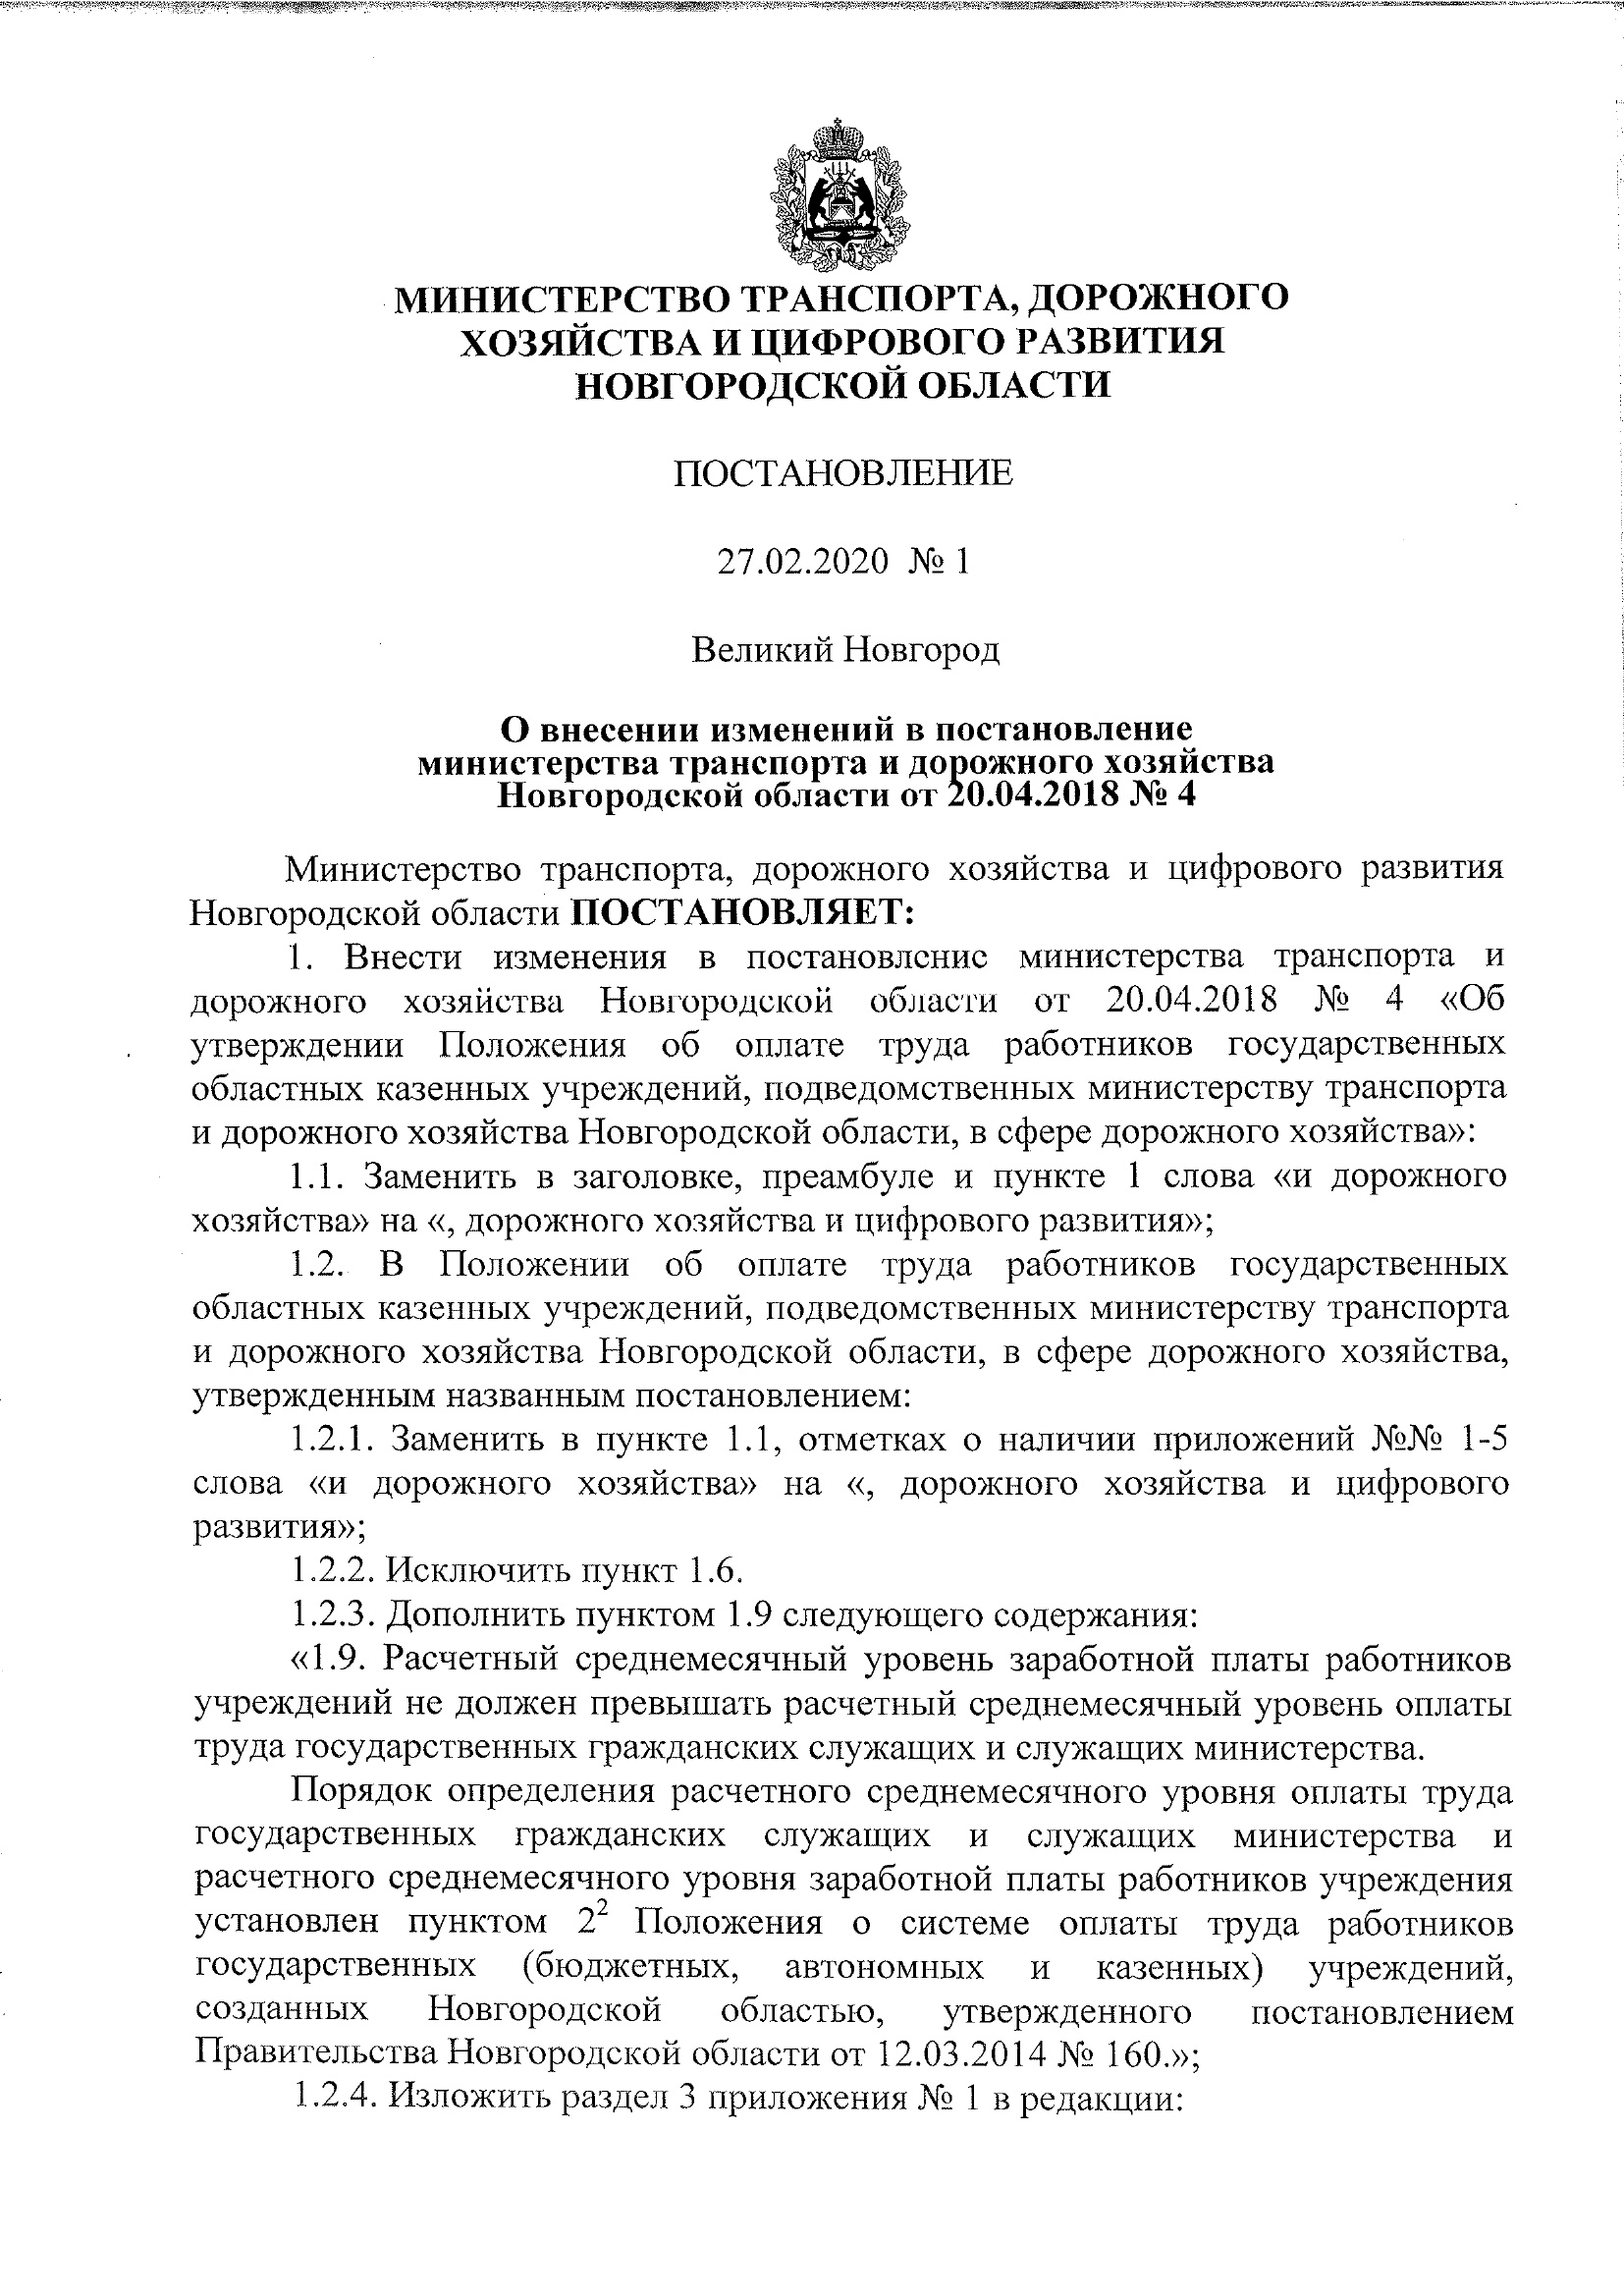 МИНИСТЕРСТВО ТРАНСПОРТА, ДОРОЖНОГО
ХОЗЯЙСТВА И ЦИФРОВОГО РАЗВИТИЯ
НОВГОРОДСКОЙ ОБЛАСТИ
ПОСТАНОВЛЕНИЕ
27.02.2020 № 1
Великий Новгород
О внесении изменений в постановление
министерства транспорта и дорожного хозяйства
Новгородской области от 20.04.2018 № 4
Министерство транспорта, дорожного хозяйства и цифрового развития
Новгородской области ПОСТАНОВЛЯЕТ:
1. Внести изменения в постановление министерства транспорта и
дорожного хозяйства Новгородской области от 20.04.2018 № 4 «Об
утверждении Положения об оплате труда работников государственных
областных казенных учреждений, подведомственных министерству транспорта
и дорожного хозяйства Новгородской области, в сфере дорожного хозяйства»:
1.1. Заменить в заголовке, преамбуле и пункте 1 слова «и дорожного
хозяйства» на «, дорожного хозяйства и цифрового развития»;
1.2. В Положении об оплате труда работников государственных
областных казенных учреждений, подведомственных министерству транспорта
и дорожного хозяйства Новгородской области, в сфере дорожного хозяйства,
утвержденным названным постановлением:
1.2.1. Заменить в пункте 1.1, отметках о наличии приложений №№ 1-5
слова «и дорожного хозяйства» на «, дорожного хозяйства и цифрового
развития»;
1.2.2. Исключить пункт 1.6.
1.2.3. Дополнить пунктом 1.9 следующего содержания:
«1.9. Расчетный среднемесячный уровень заработной платы работников
учреждений не должен превышать расчетный среднемесячный уровень оплаты
труда государственных гражданских служащих и служащих министерства.
Порядок определения расчетного среднемесячного уровня оплаты труда
государственных гражданских служащих и служащих министерства и
расчетного среднемесячного уровня заработной платы работников учреждения
установлен пунктом 2² Положения о системе оплаты труда работников
государственных (бюджетных, автономных и казенных) учреждений,
созданных Новгородской областью, утвержденного постановлением
Правительства Новгородской области от 12.03.2014 № 160.»;
1.2.4. Изложить раздел 3 приложения № 1 в редакции: